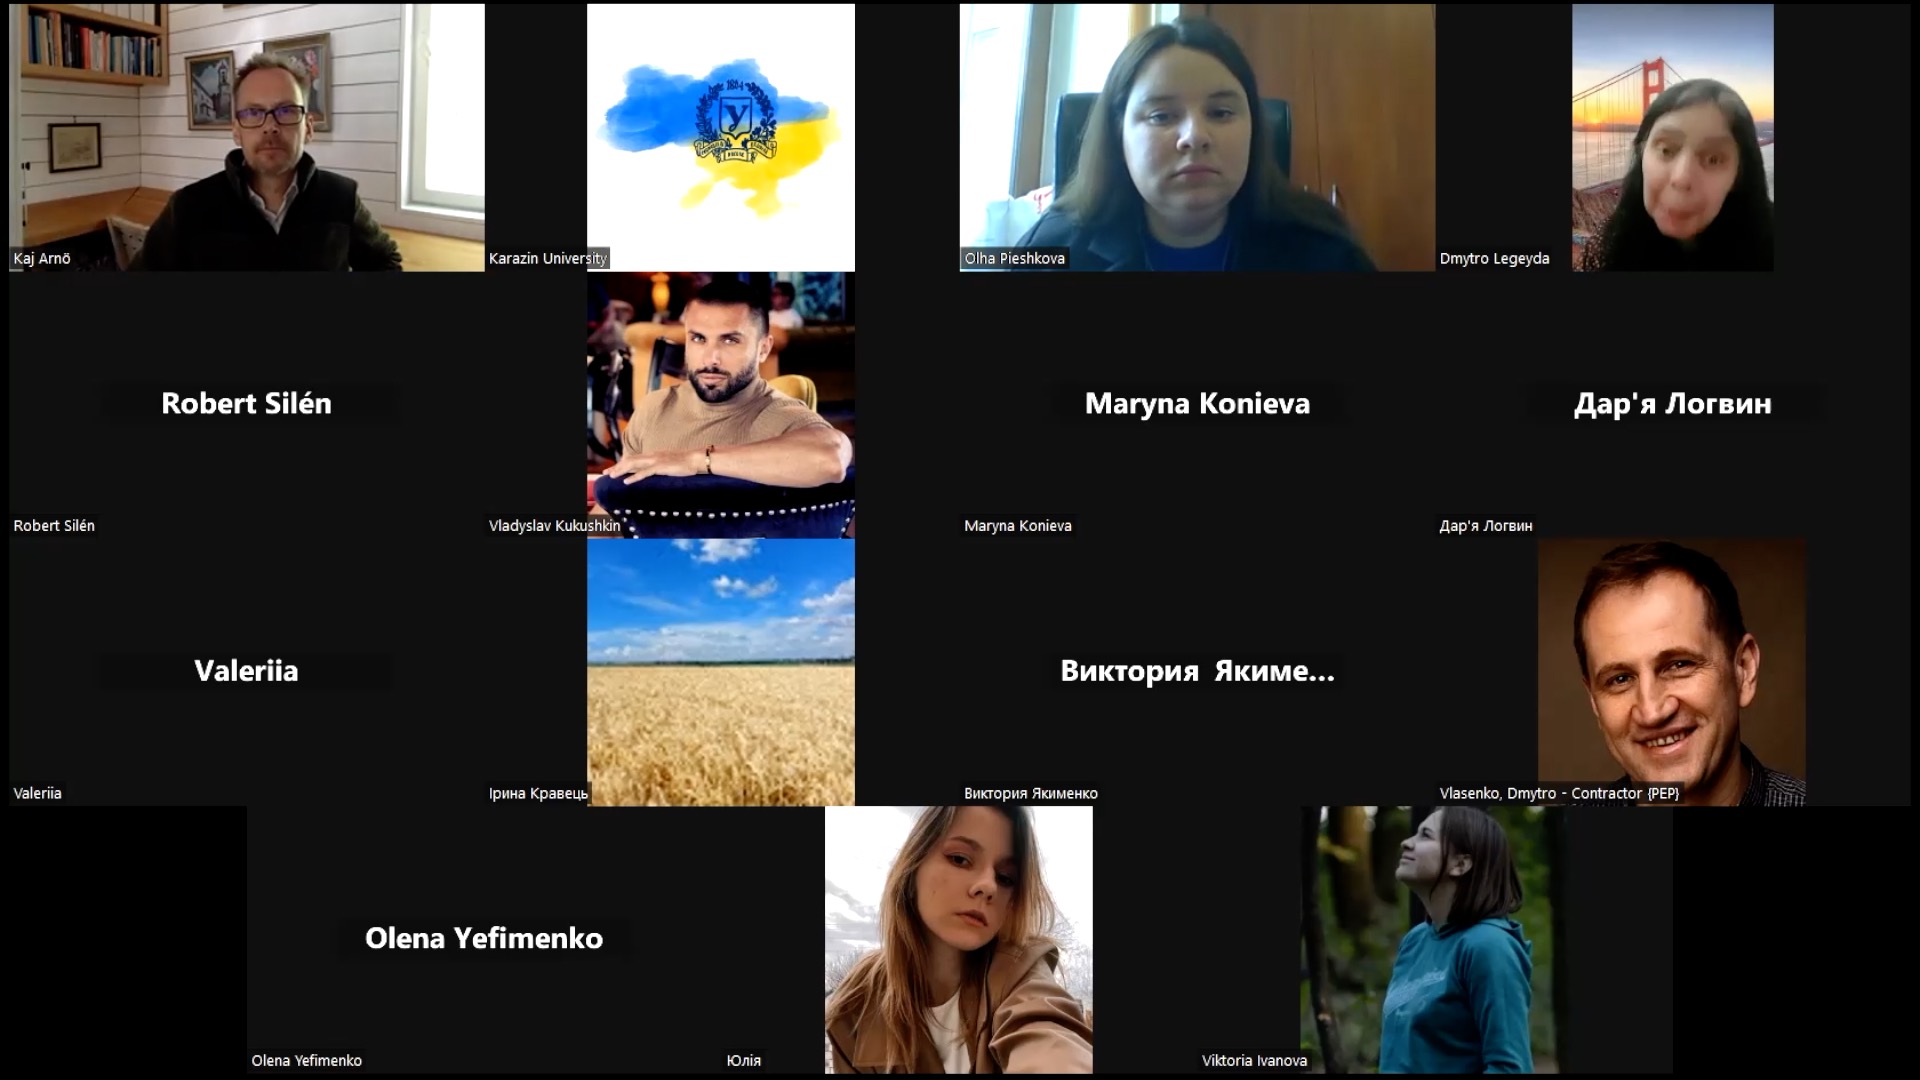 1804
У
Kaj Arnö
Karazin University
Olha Pieshkova
Dmytro Legeyda
Robert Silén
Maryna Konieva
Дар'я Логвин
Robert Silén
Vladyslav Kukushkin
Maryna Konieva
Дар'я Логвин
Valeriia
Виктория Якиме...
Valeriia
Ірина Кравець
Виктория Якименко
Vlasenko, Dmytro - Contractor {PEP}
Olena Yefimenko
Olena Yefimenko
Юлія
Viktoria Ivanova